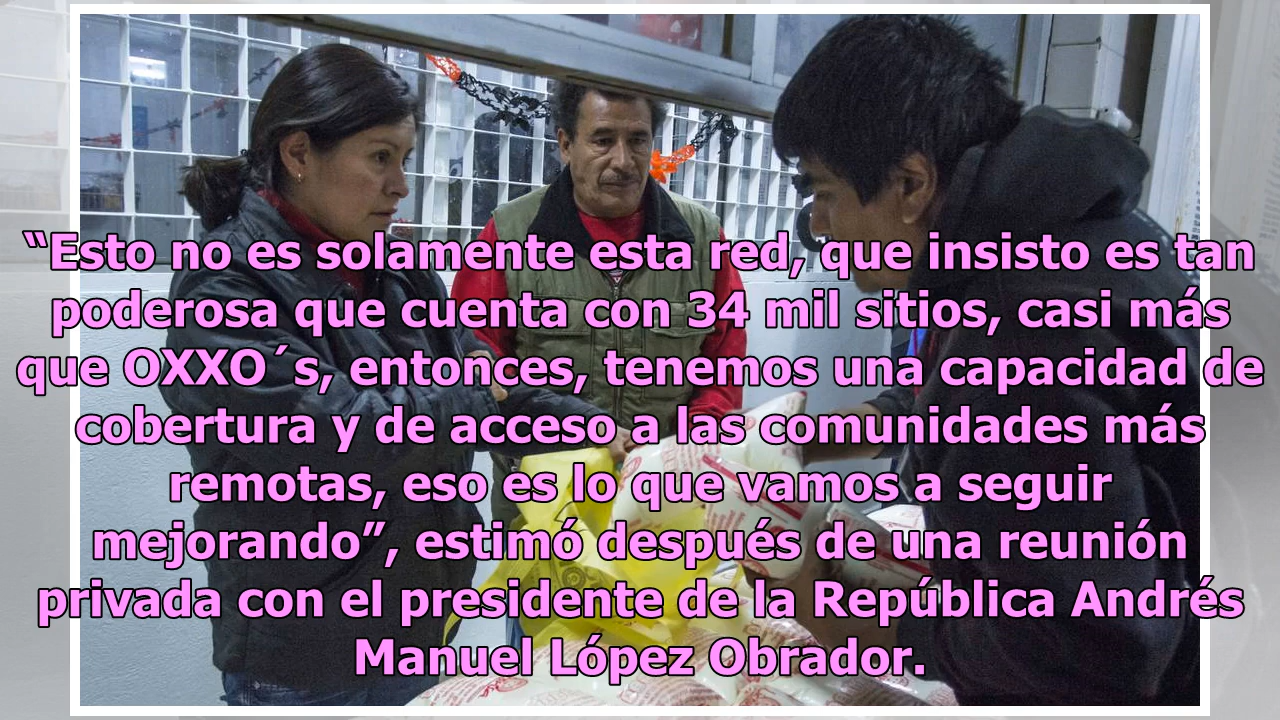 “Esto no es solamente esta red, que insisto es tan
poderosa que cuenta con 34 mil sitios, casi más
que OXXO´s, entonces, tenemos una capacidad de
cobertura y de acceso a las comunidades más
remotas, eso es lo que vamos a seguir
mejorando”, estimó después de una reunión
privada con el presidente de la República Andrés
Manuel López Obrador.